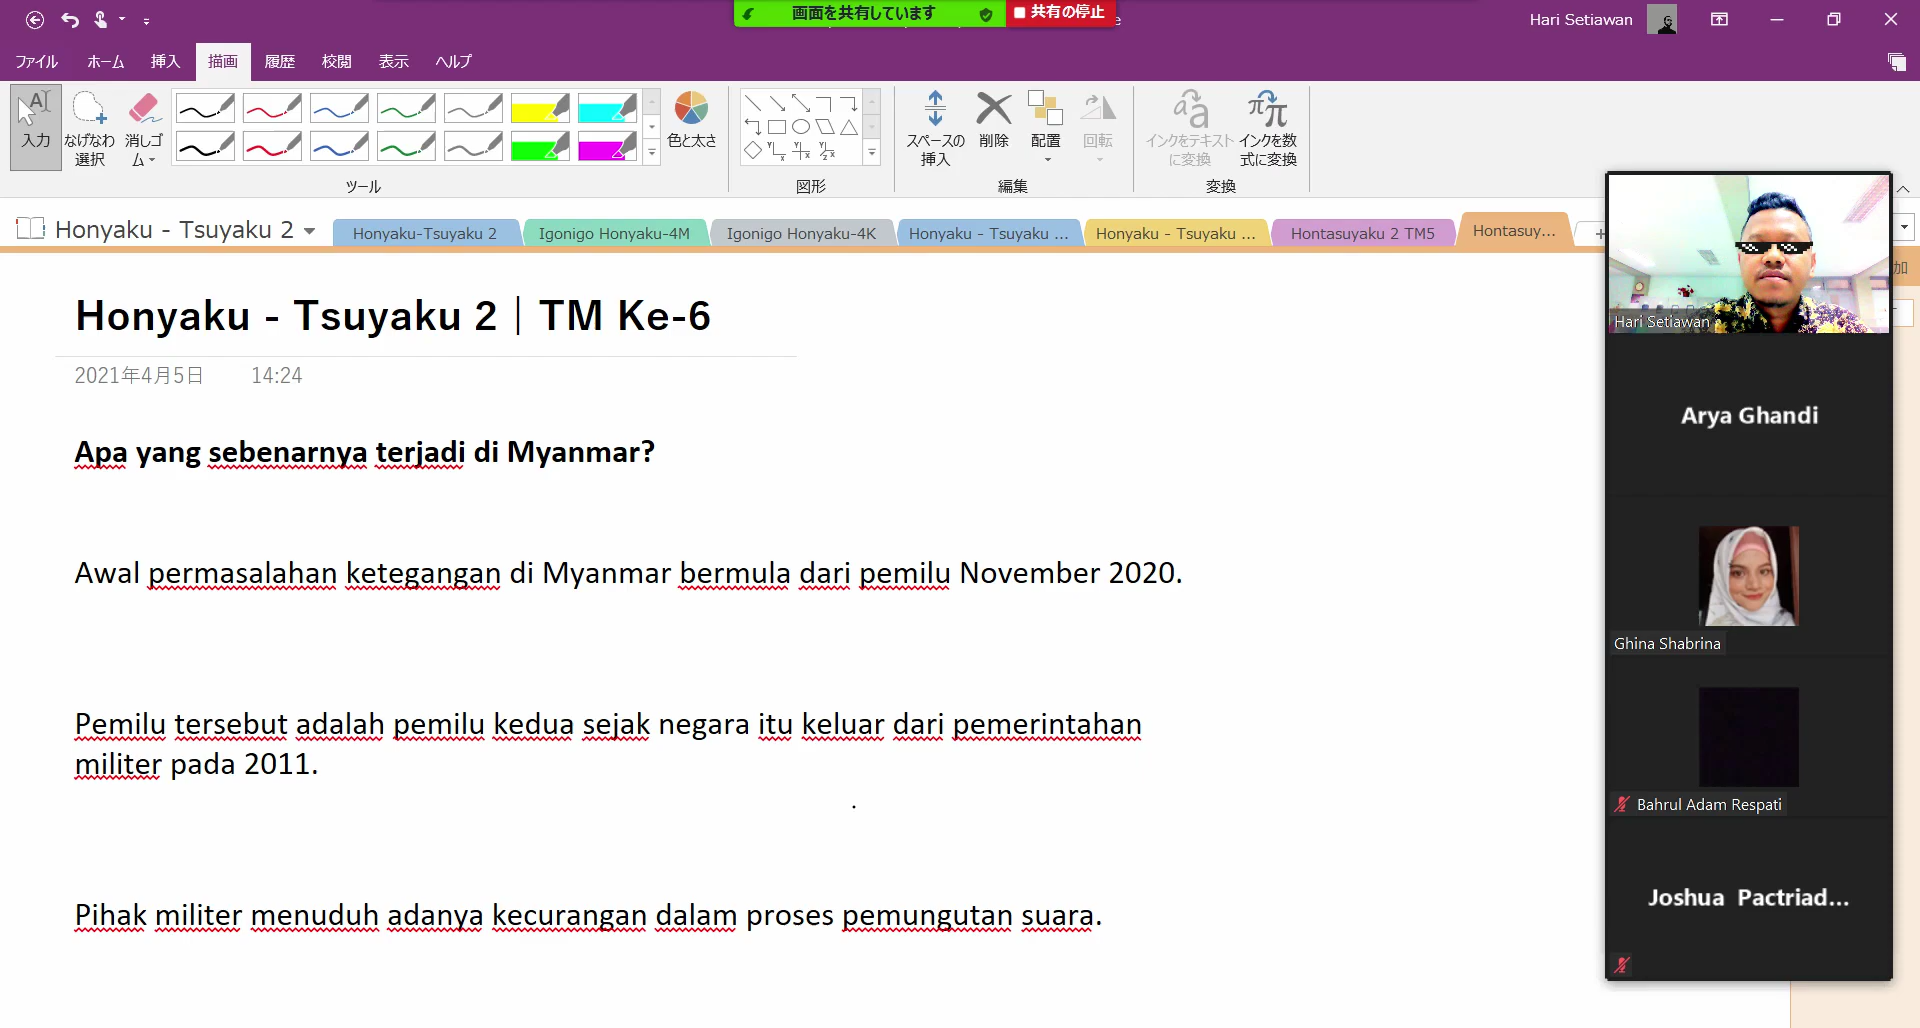 画面を共有しています
共有の停止
Hari Setiawan
ファイル
ホーム
挿入
描画
履歴
校閲
表示
ヘルプ
入力
なげなわ
選択
消しゴ
ム
色と太さ
ツール
図形
スペースの
挿入
削除
配置
回転
編集
インクをテキスト
に変換
インクを数
式に変換
変換
Honyaku - Tsuyaku 2
Honyaku-Tsuyaku 2
Igonigo Honyaku-4M
Igonigo Honyaku-4K
Honyaku - Tsuyaku ...
Honyaku - Tsuyaku ...
Hontasuyaku 2 TM5
Hontasuy...
加
Honyaku - Tsuyaku 2｜TM Ke-6
2021年4月5日 14:24
Apa yang sebenarnya terjadi di Myanmar?
Awal permasalahan ketegangan di Myanmar bermula dari pemilu November 2020.
Pemilu tersebut adalah pemilu kedua sejak negara itu keluar dari pemerintahan
militer pada 2011.
Pihak militer menuduh adanya kecurangan dalam proses pemungutan suara.
Hari Setiawan
Arya Ghandi
Ghina Shabrina
Bahrul Adam Respati
Joshua Pactriad...